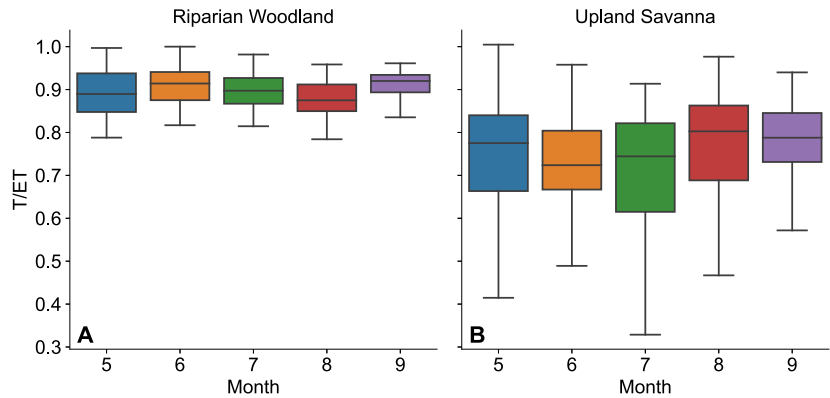 Riparian Woodland
Upland Savanna
1.0
0.9
0.8
0.7
0.6
0.5
0.4
0.3
T/ET
A
B
5 6 7 8 9
5 6 7 8 9
Month
Month